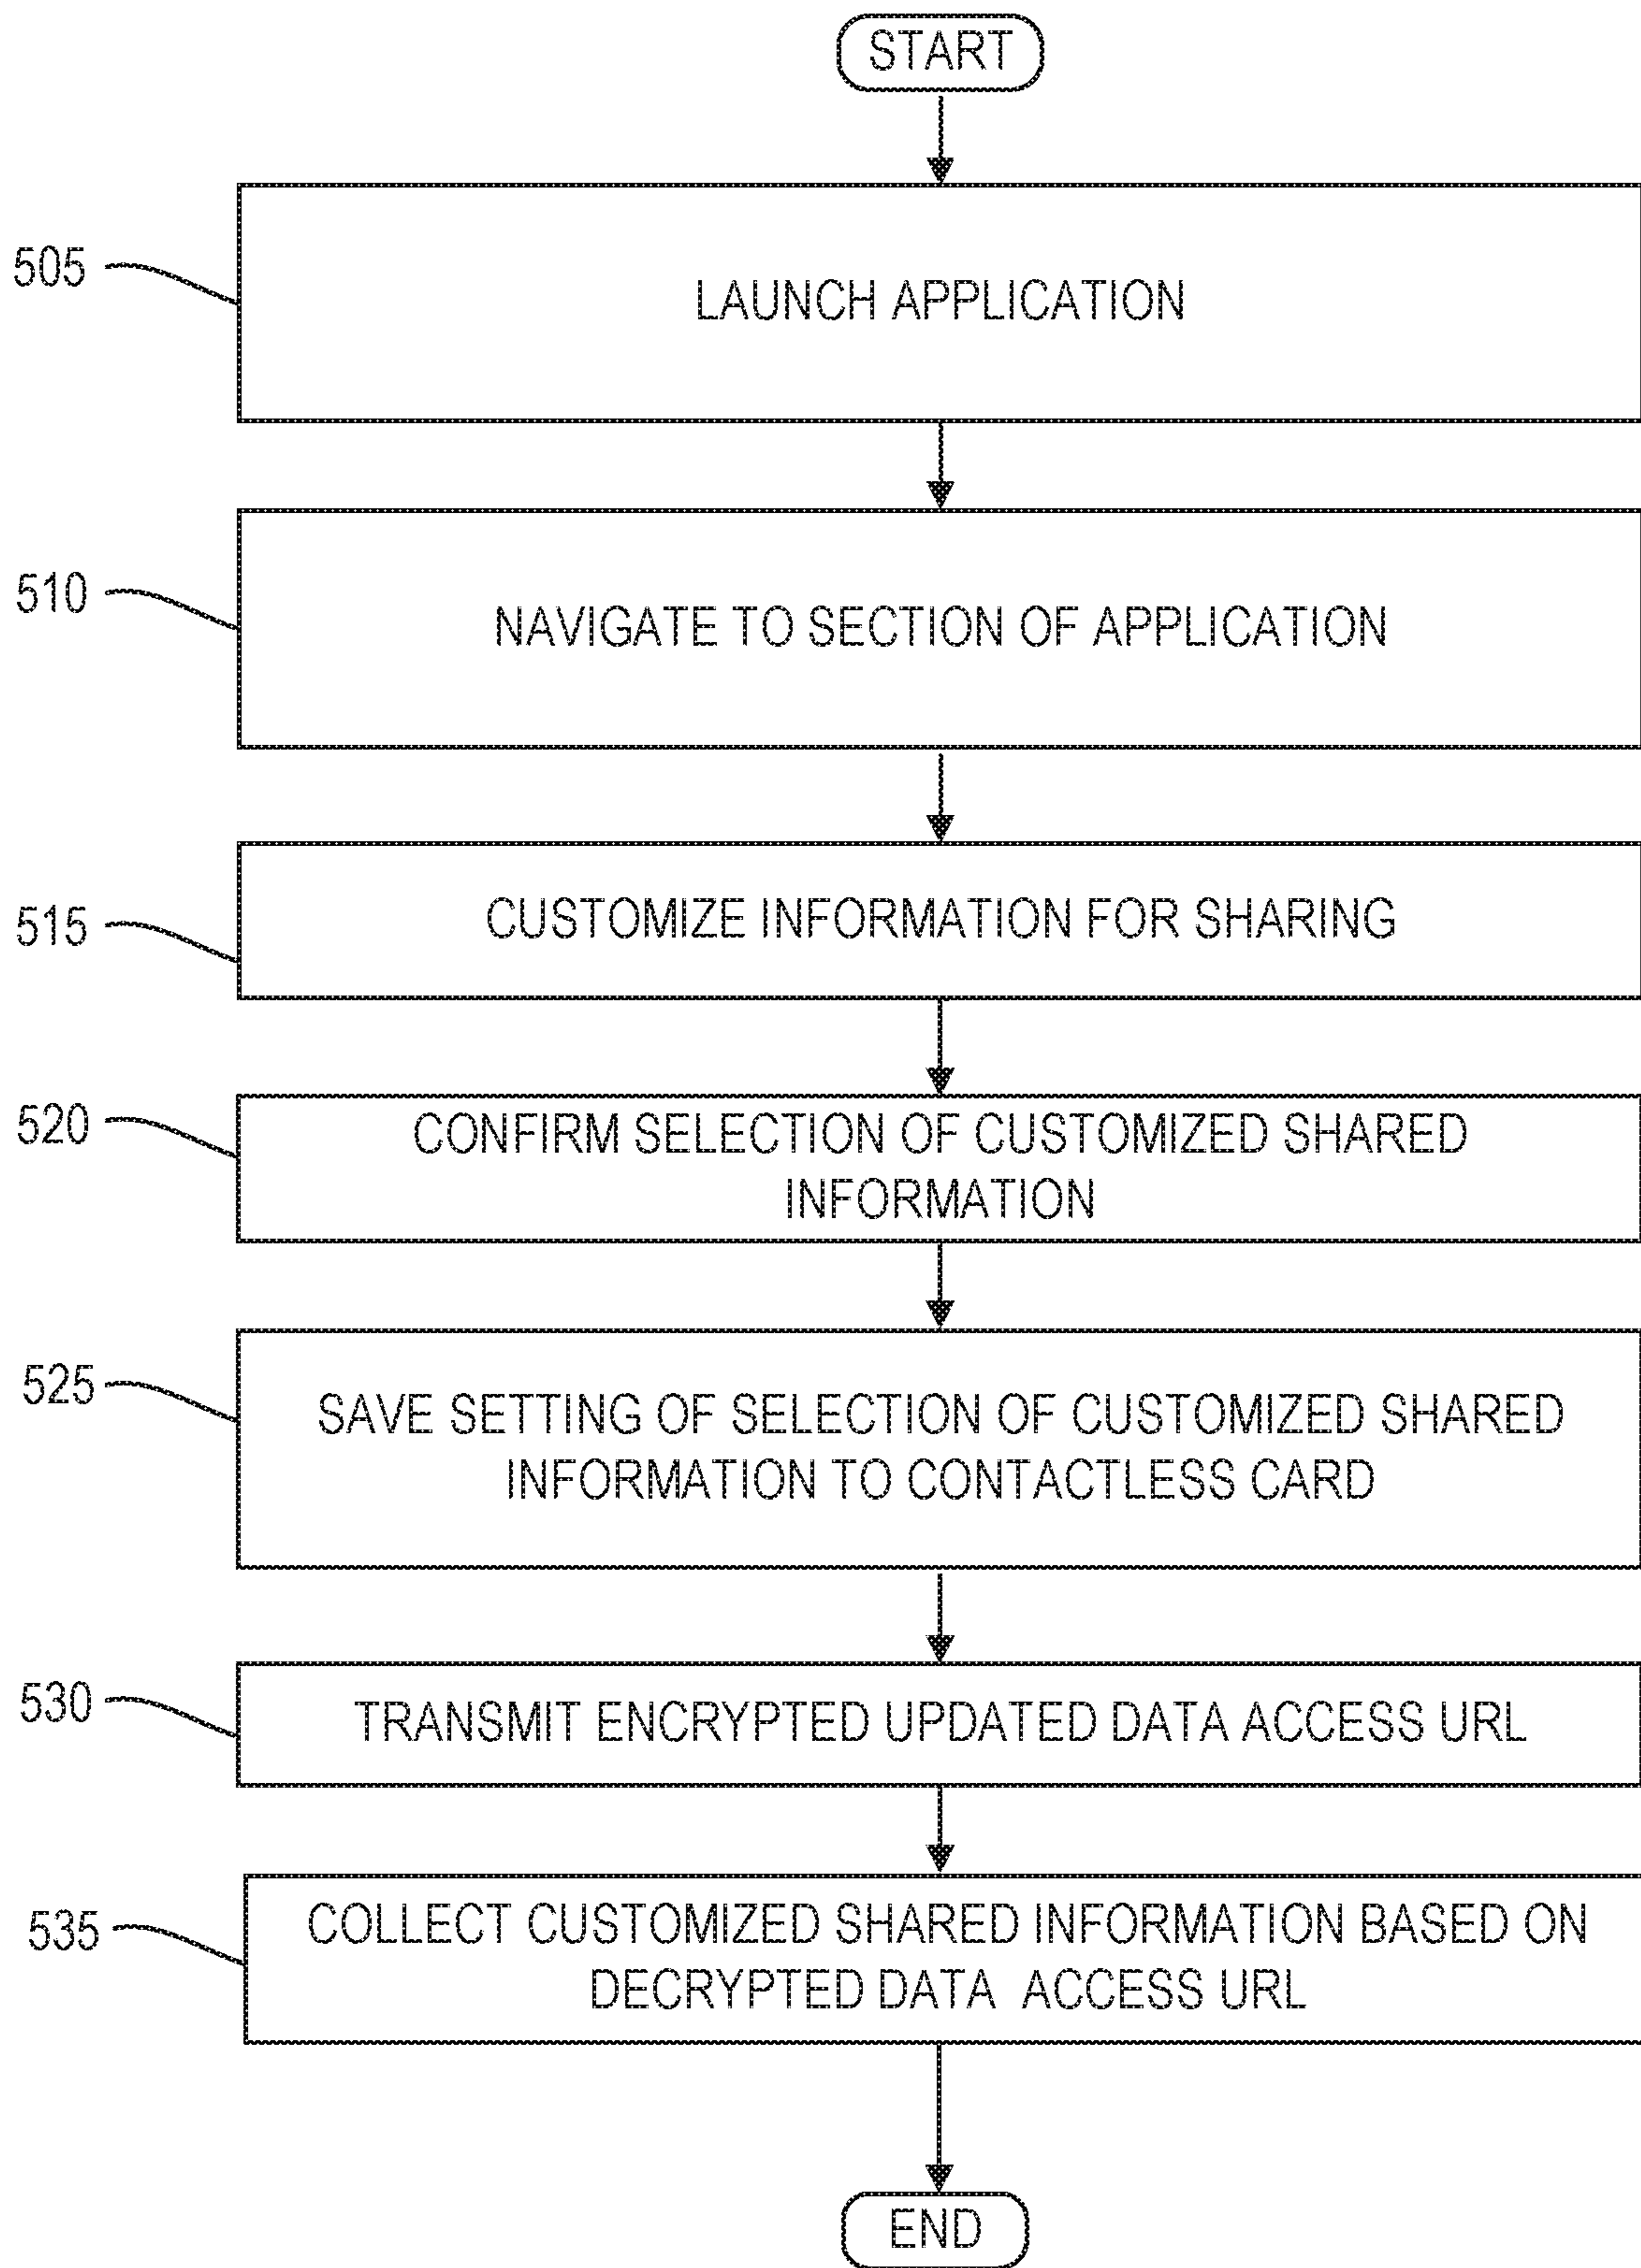 START
505
LAUNCH APPLICATION
510
NAVIGATE TO SECTION OF APPLICATION
515
CUSTOMIZE INFORMATION FOR SHARING
520
CONFIRM SELECTION OF CUSTOMIZED SHARED
INFORMATION
525
SAVE SETTING OF SELECTION OF CUSTOMIZED SHARED
INFORMATION TO CONTACTLESS CARD
530
TRANSMIT ENCRYPTED UPDATED DATA ACCESS URL
535
COLLECT CUSTOMIZED SHARED INFORMATION BASED ON
DECRYPTED DATA ACCESS URL
END